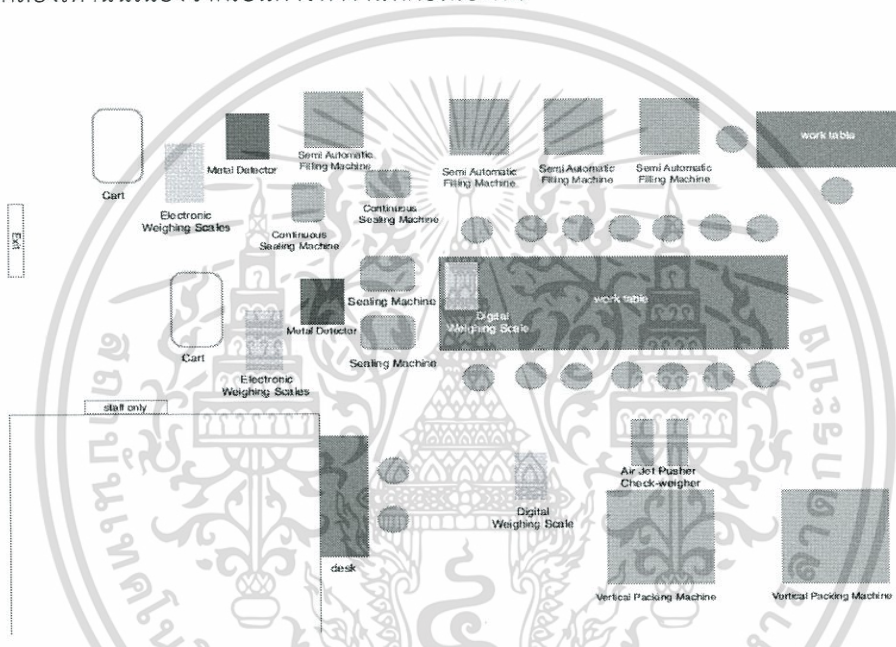 work table
Semi Automatic
Filling Machine
Metal Detector
Semi Automatic
Filling Machine
Semi Automatic
Filling Machine
Semi Automatic
Filling Machine
Cart
Electronic
Weighing Scales
Continuous
Sealing Machine
Continuous
Sealing Machine
Exit
Sealing Machine
work table
Digital
Weighing Scale
Metal Detector
Cart
Sealing Machine
Electronic
Weighing Scales
staff only
Air Jet Pusher
Check-weigher
Digital
Weighing Scale
desk
Vertical Packing Machine
Vertical Packing Machine